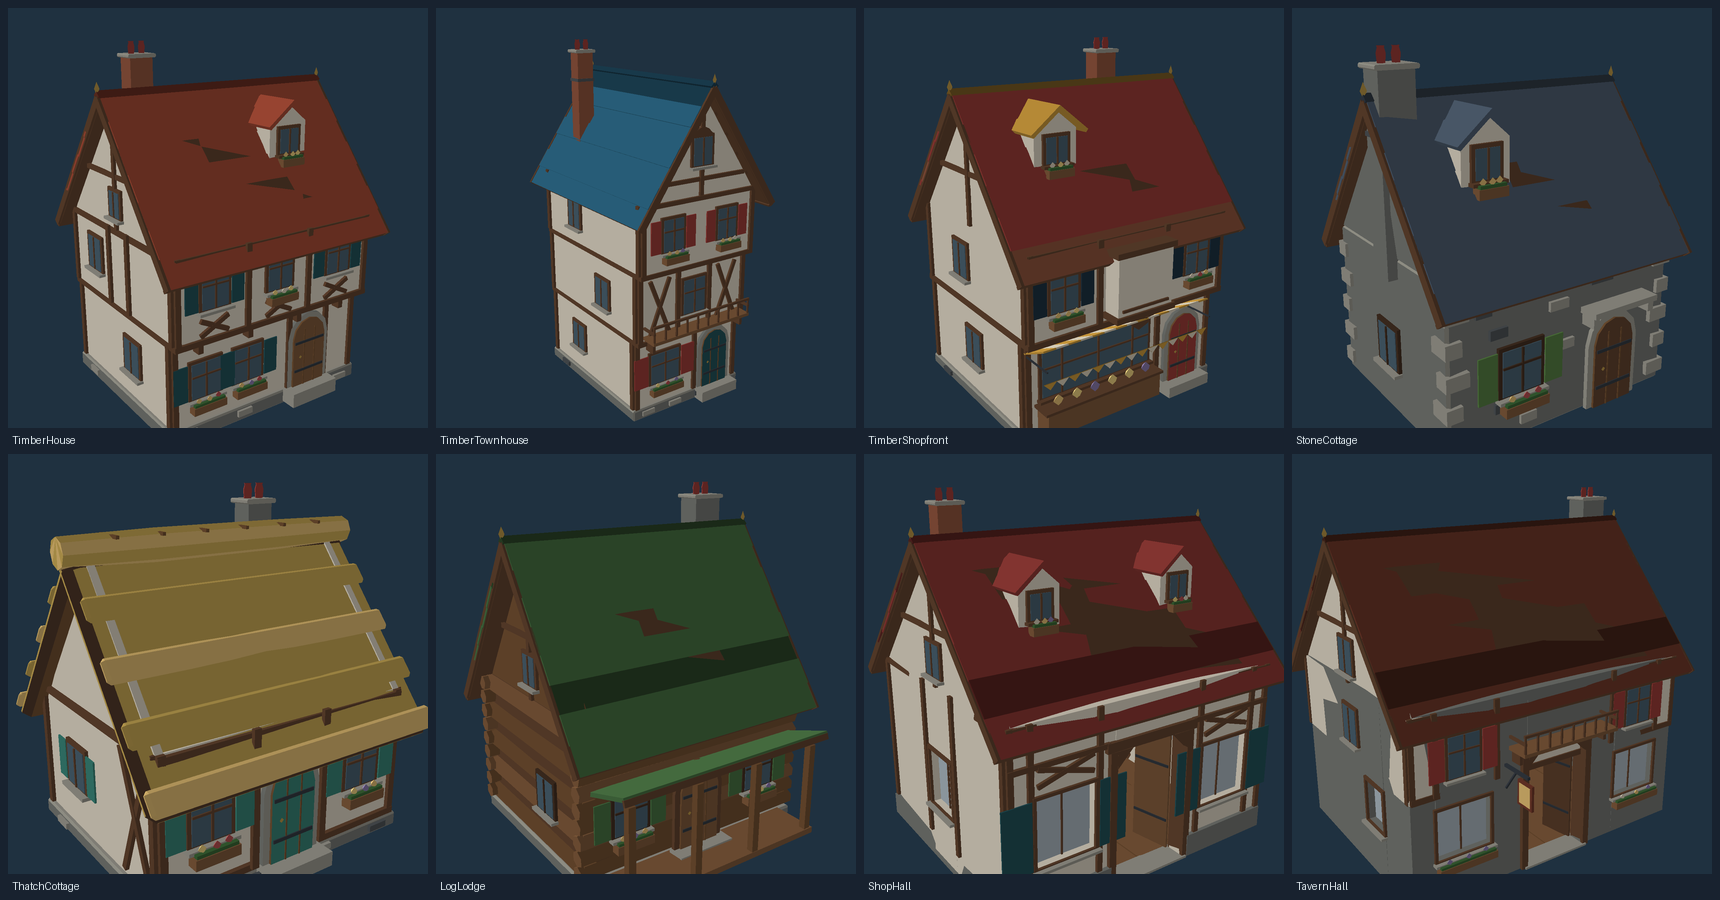 TimberHouse
TimberTownhouse
TimberShopfront
StoneCottage
ThatchCottage
LogLodge
ShopHall
TavernHall